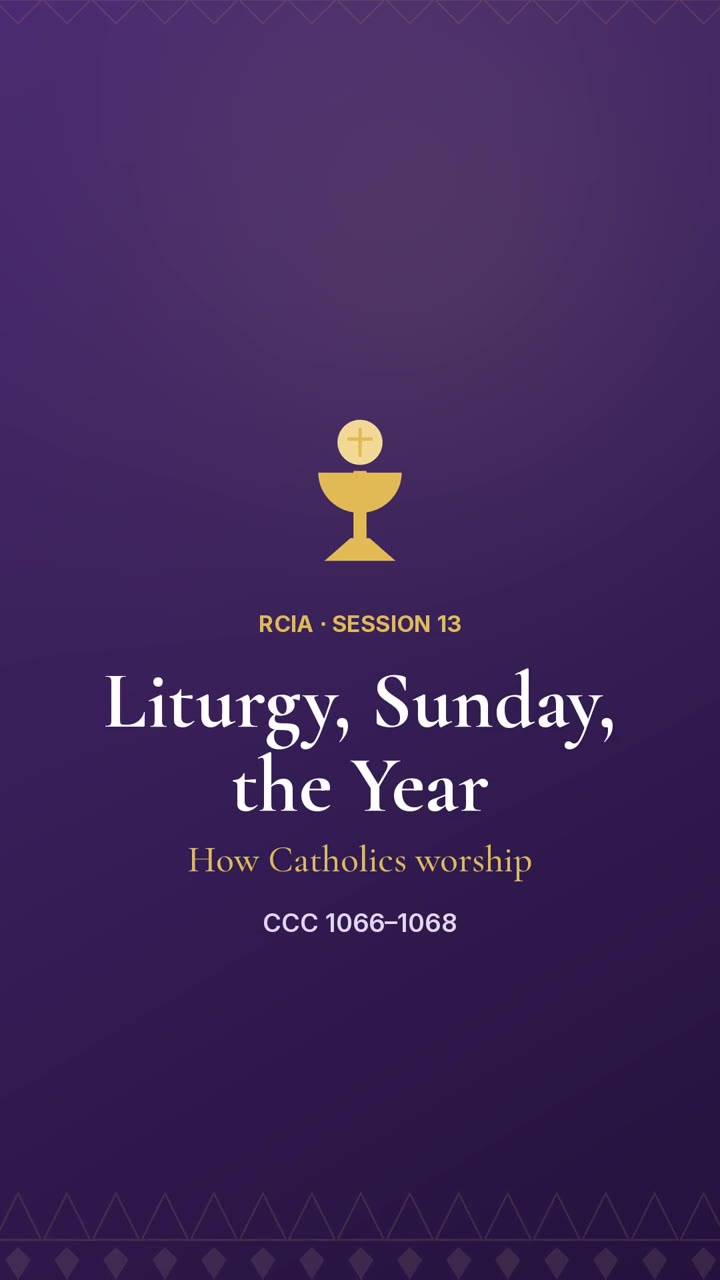 RCIA · SESSION 13
Liturgy, Sunday,
the Year
How Catholics worship
CCC 1066–1068